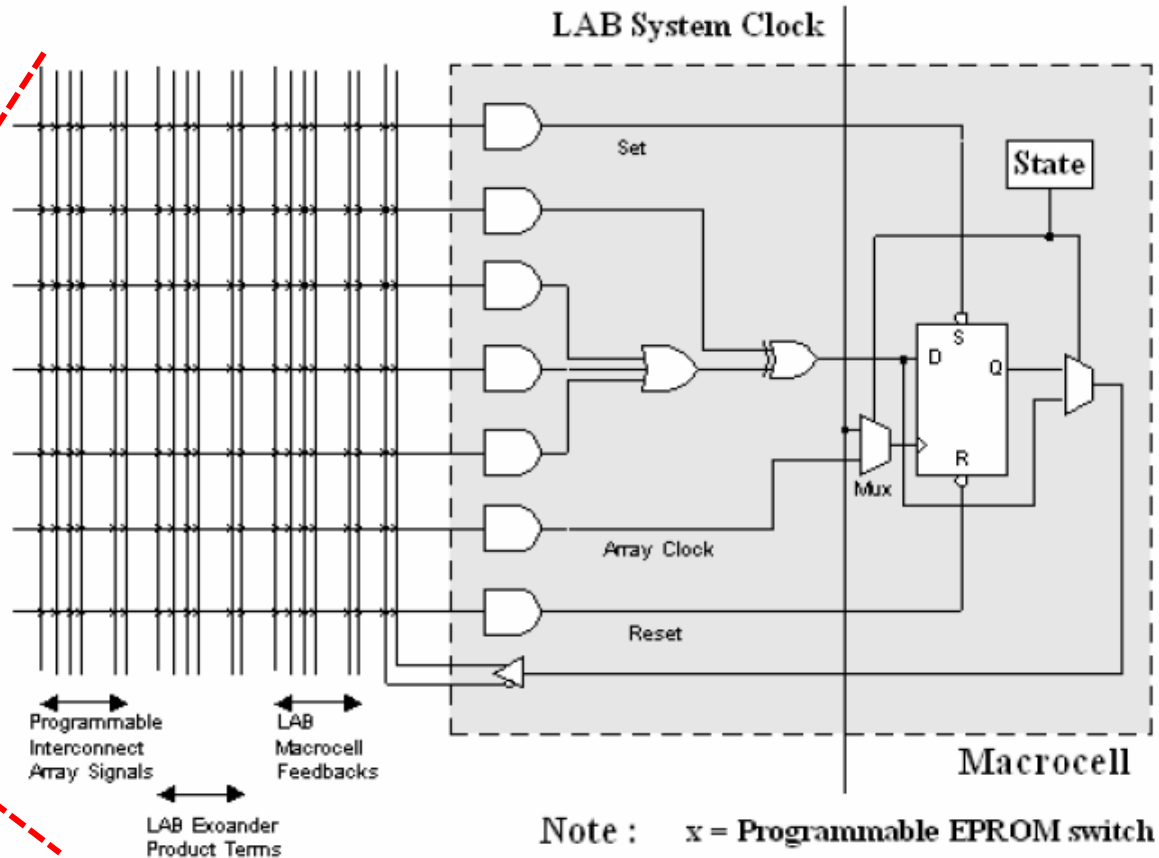 LAB System Clock
Set
State
S
D
Q
R
Mux
Array Clock
Reset
Programmable
Interconnect
Array Signals
LAB
Macrocell
Feedbacks
Macrocell
LAB Exoander
Product Terms
Note : x = Programmable EPROM switch